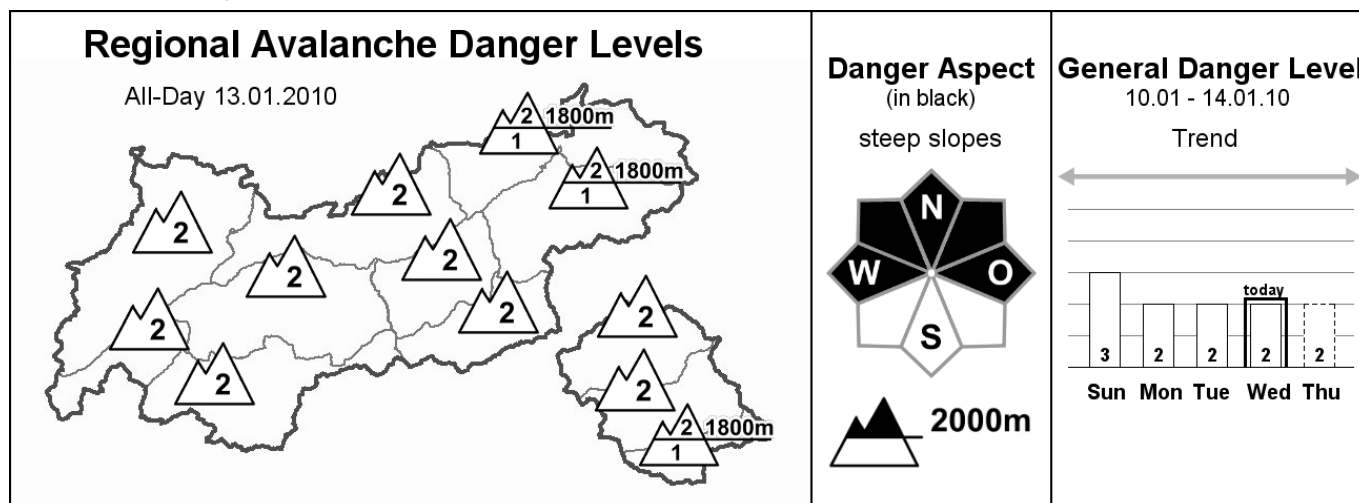 Regional Avalanche Danger Levels
All-Day 13.01.2010
2 1800m
1
2 1800m
1
2
2
2
2
2
2
2
2
2
2 1800m
1
Danger Aspect
(in black)
steep slopes
N
W
O
S
2000m
General Danger Level
10.01 - 14.01.10
Trend
today
3 2 2 2 2
Sun Mon Tue Wed Thu